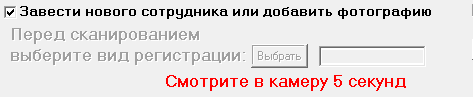 Завести нового сотрудника или добавить фотографию
Перед сканированием
выберите вид регистрации: Выбрать
Смотрите в камеру 5 секунд